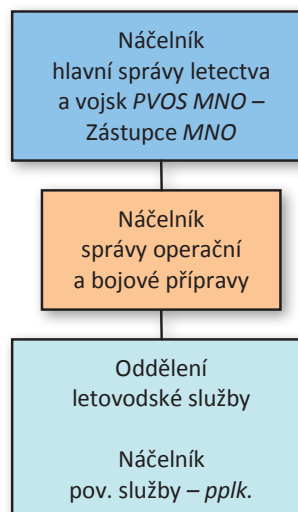 Náčelník
hlavní správy letectva
a vojsk PVOS MNO –
Zástupce MNO
Náčelník
správy operační
a bojové přípravy
Oddělení
letovodské služby
Náčelník
pov. služby – pplk.